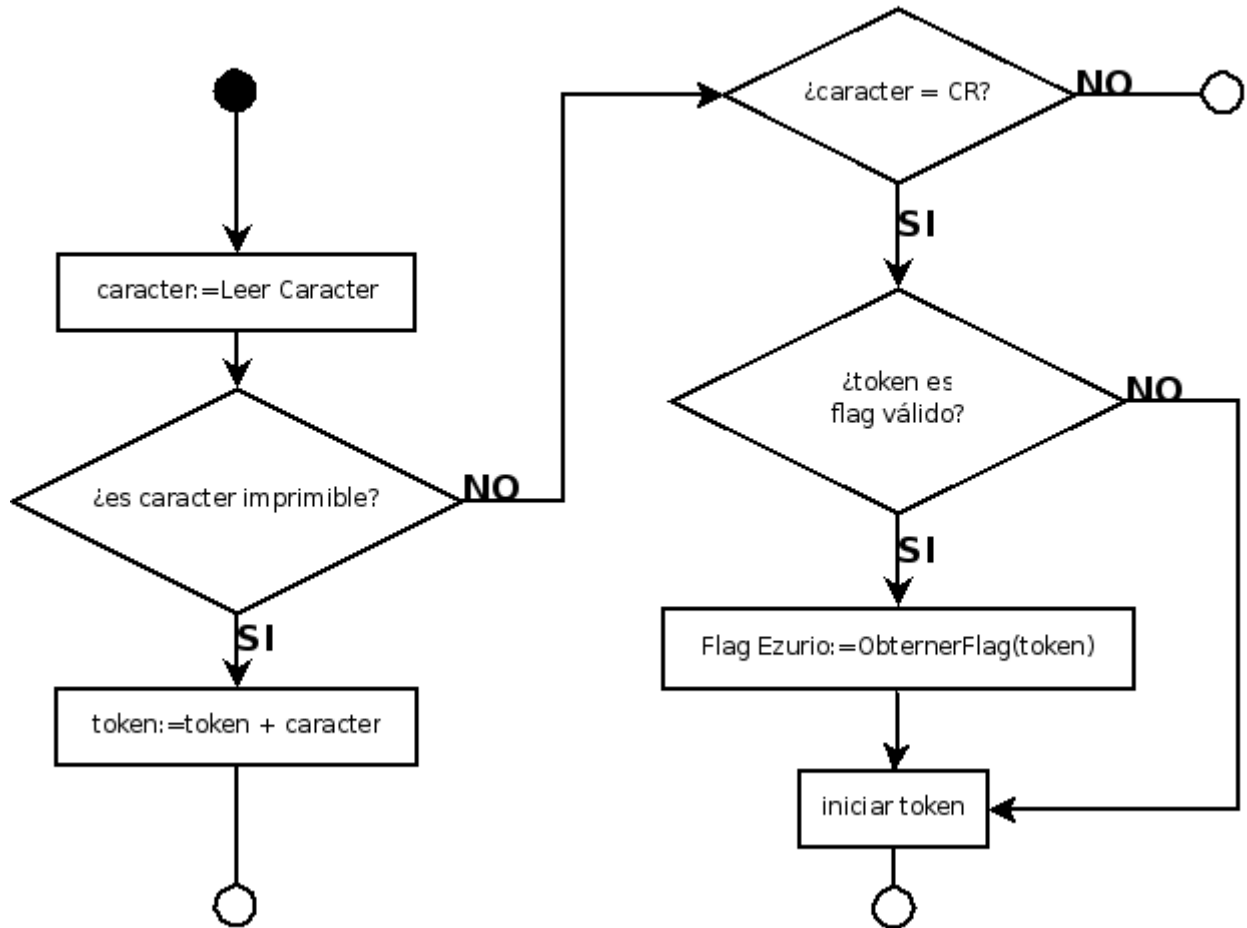 caracter:=Leer Caracter
¿es caracter imprimible?
NO
SI
token:=token + caracter
¿caracter = CR?
NO
SI
¿token es
flag válido?
NO
SI
Flag Ezurio:=ObternerFlag(token)
iniciar token